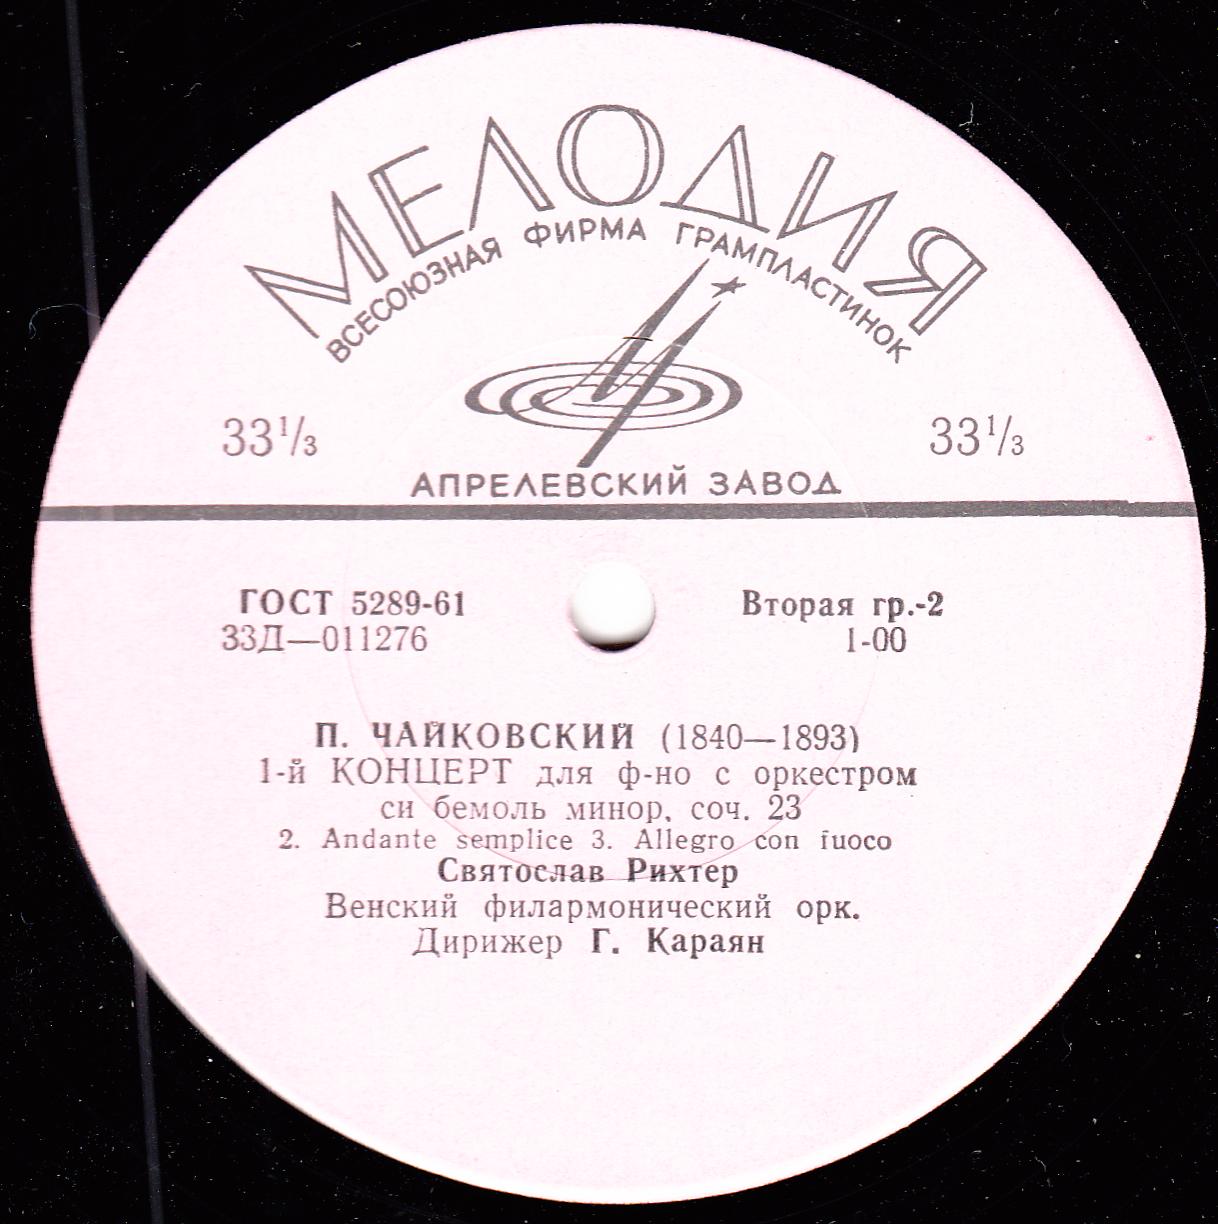 МЕЛОДИЯ
ВСЕСОЮЗНАЯ ФИРМА ГРАМПЛАСТИНОК
33⅓ 33⅓
АПРЕЛЕВСКИЙ ЗАВОД
ГОСТ 5289-61 Вторая гр.-2
33Д—011276 1-00
П. ЧАЙКОВСКИЙ (1840—1893)
1-й КОНЦЕРТ для ф-но с оркестром
си бемоль минор, соч. 23
2. Andante semplice 3. Allegro con fuoco
Святослав Рихтер
Венский филармонический орк.
Дирижер Г. Караян